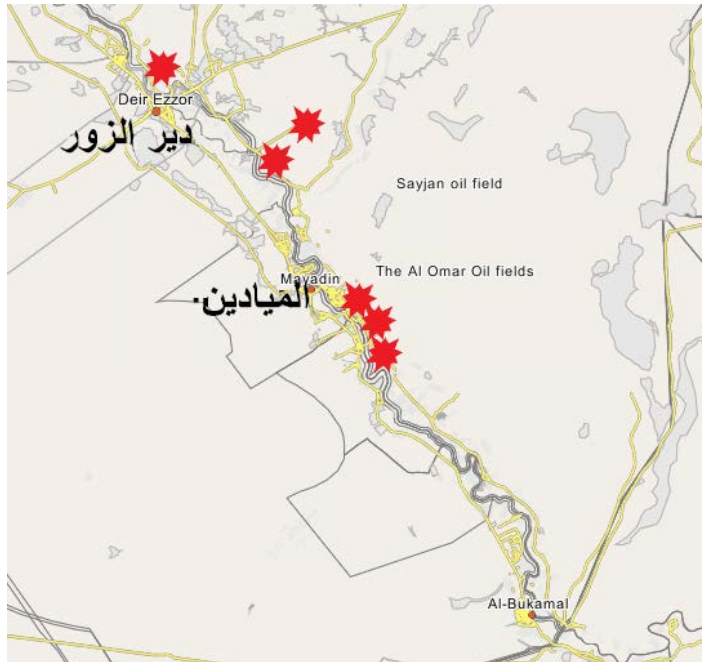 Deir Ezzor
دير الزور
Sayjan oil field
The Al Omar Oil fields
Mayadin
الميادين.
Al-Bukamal